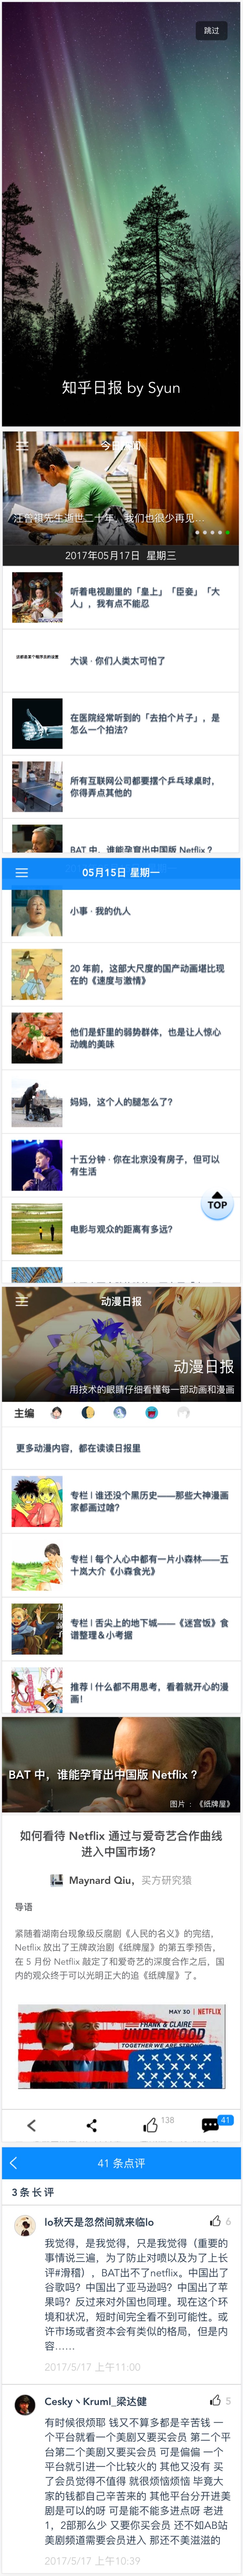 跳过
知乎日报 by Syun
今日
汪曾祺先生逝世二十年，我们也很少再见…
2017年05月17日 星期三
听着电视剧里的「皇上」「臣妾」「大
人」，我有点不能忍
大误 · 你们人类太可怕了
在医院经常听到的「去拍个片子」，是
怎么一个拍法？
所有互联网公司都要摆个乒乓球桌时，
你得弄点其他的
BAT 中，谁能孕育出中国版 Netflix ？
05月15日 星期一
小事 · 我的仇人
20 年前，这部大尺度的国产动画堪比现
在的《速度与激情》
他们是虾里的弱势群体，也是让人惊心
动魄的美味
妈妈，这个人的腿怎么了？
十五分钟 · 你在北京没有房子，但可以
有生活
TOP
电影与观众的距离有多远？
动漫日报
动漫日报
用技术的眼睛仔细看懂每一部动画和漫画
主编
更多动漫内容，都在读读日报里
专栏 | 谁还没个黑历史——那些大神漫画
家都画过啥？
专栏 | 每个人心中都有一片小森林——五
十岚大介《小森食光》
专栏 | 舌尖上的地下城——《迷宫饭》食
谱整理＆小考据
推荐 | 什么都不用思考，看着就开心的漫
画！
BAT 中，谁能孕育出中国版 Netflix ？
图片：《纸牌屋》
如何看待 Netflix 通过与爱奇艺合作曲线
进入中国市场？
Maynard Qiu，买方研究猿
导语
紧随着湖南台现象级反腐剧《人民的名义》的完结，
Netflix 放出了王牌政治剧《纸牌屋》的第五季预告，
在 5 月份 Netflix 敲定了和爱奇艺的深度合作之后，国
内的观众终于可以光明正大的追《纸牌屋》了。
MAY 30 | NETFLIX
FRANK & CLAIRE
UNDERWOOD
TOGETHER WE ARE STRONG
138
41
41 条点评
3 条 长 评
lo秋天是忽然间就来临lo
6
我觉得，是我觉得，只是我觉得（重要的
事情说三遍，为了防止对喷以及为了上长
评#滑稽），BAT出不了netflix。中国出了
谷歌吗？中国出了亚马逊吗？中国出了苹
果吗？反过来对外国也同理。现在这个环
境和状况，短时间完全看不到可能性。或
许市场或者资本会有类似的格局，但是内
容……
2017/5/17 上午11:00
Cesky丶Kruml_梁达健
5
有时候很烦耶 钱又不算多都是辛苦钱 一
个平台就看一个美剧又要买会员 第二个平
台第二个美剧又要买会员 可是偏偏 一个
平台就引进一个比较火的 其他又没有 买
了会员觉得不值得 就很烦恼烦恼 毕竟大
家的钱都自己辛苦来的 其他平台分开进美
剧是可以的呀 可是能不能多进点呀 老进
1，2部那么少 又要你买会员 还不如AB站
美剧频道需要会员进入 那还不美滋滋的
2017/5/17 上午10:39